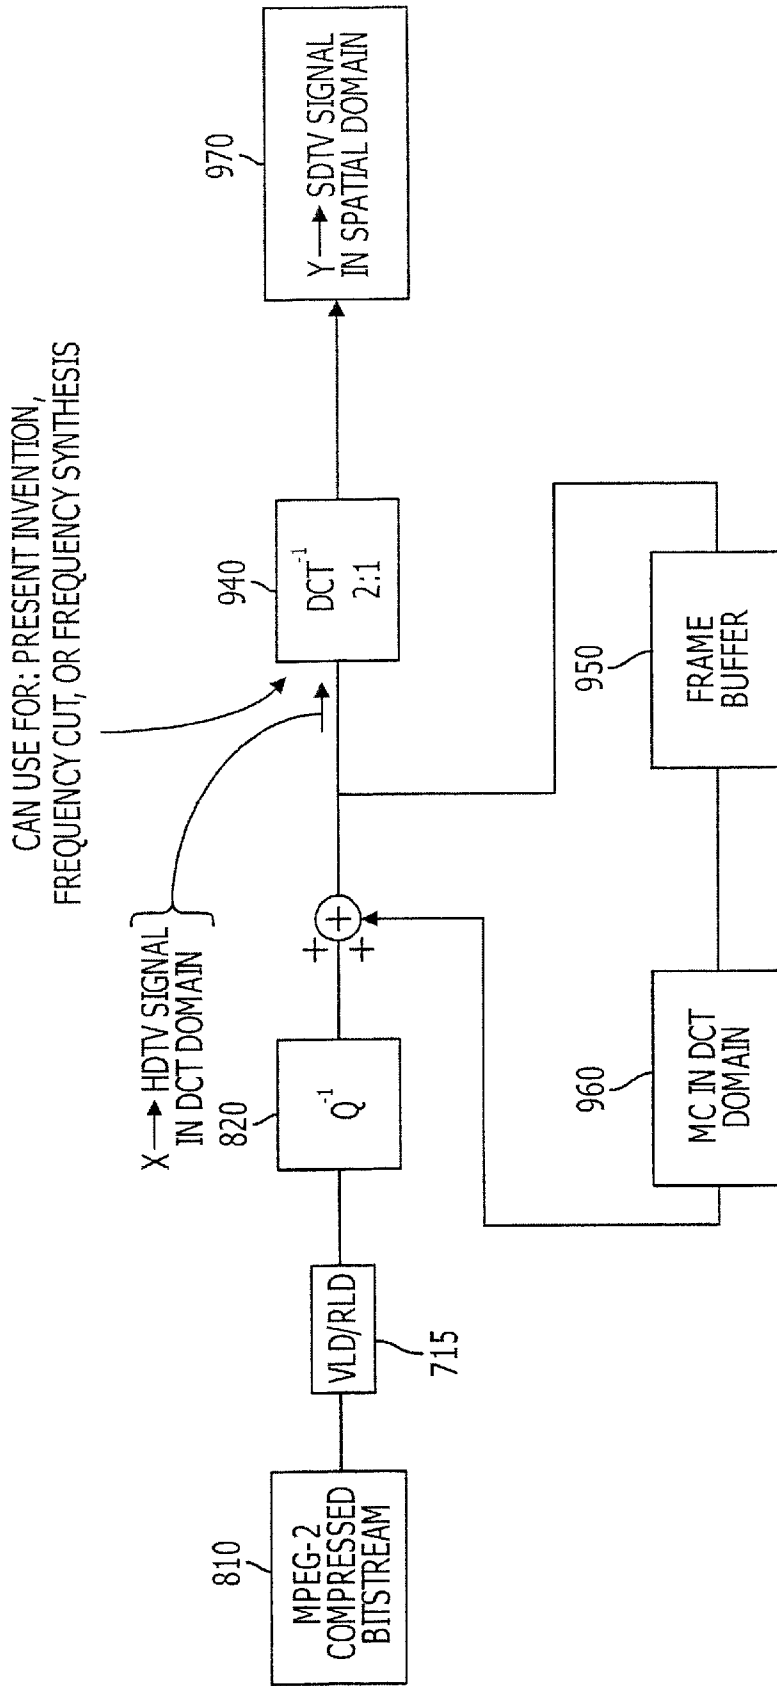 CAN USE FOR: PRESENT INVENTION,
FREQUENCY CUT, OR FREQUENCY SYNTHESIS
X → HDTV SIGNAL
IN DCT DOMAIN
810
MPEG-2
COMPRESSED
BITSTREAM
VLD/RLD
715
820
Q⁻¹
+
+
+
940
DCT⁻¹
2:1
970
Y → SDTV SIGNAL
IN SPATIAL DOMAIN
960
MC IN DCT
DOMAIN
950
FRAME
BUFFER